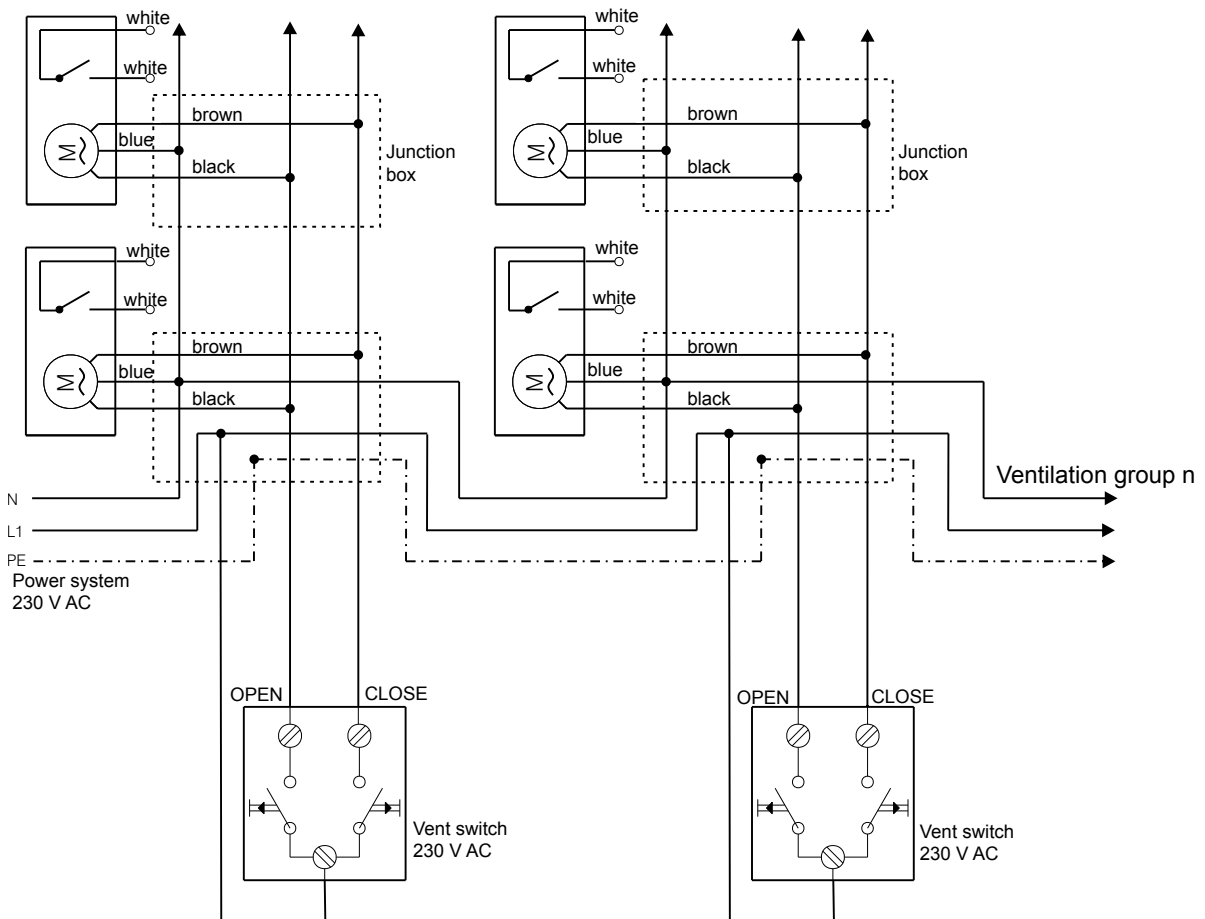 white
white
brown
blue
black
Junction
box
white
white
brown
blue
black
Junction
box
white
white
brown
blue
black
white
white
brown
blue
black
M
M
M
M
N
L1
PE
Power system
230 V AC
Ventilation group n
OPEN
CLOSE
Vent switch
230 V AC
OPEN
CLOSE
Vent switch
230 V AC